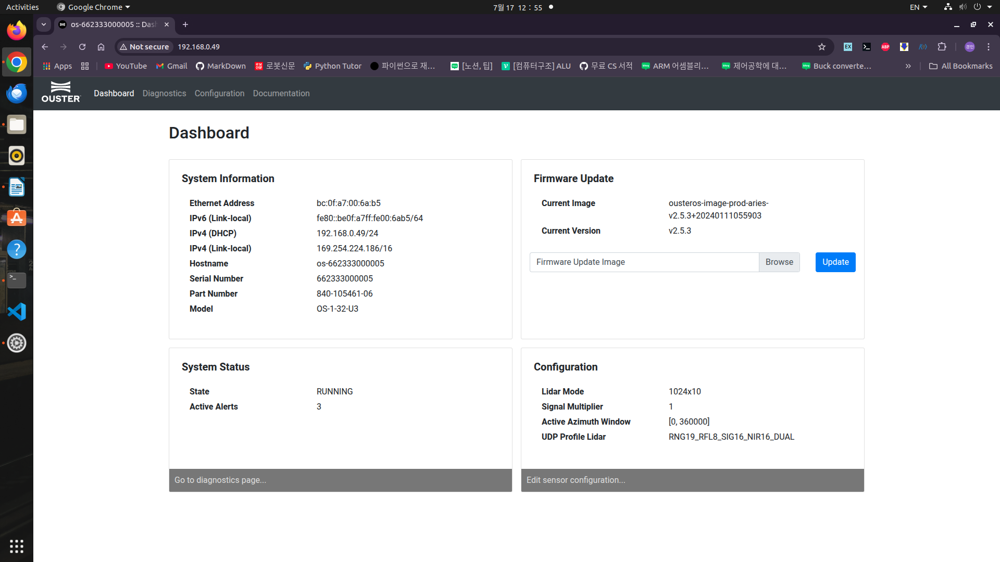 Activities Google Chrome 7월 17 12 : 55 EN
os-662333000005 :: Dash
Not secure 192.168.0.49 EX ABP 경민
Apps YouTube Gmail MarkDown 로봇신문 Python Tutor 파이썬으로 재... [노션, 팁] [컴퓨터구조] ALU 무료 CS 서적 ARM 어셈블리... 제어공학에 대... Buck converte... All Bookmarks
OUSTER Dashboard Diagnostics Configuration Documentation
Dashboard
System Information
Ethernet Address bc:0f:a7:00:6a:b5
IPv6 (Link-local) fe80::be0f:a7ff:fe00:6ab5/64
IPv4 (DHCP) 192.168.0.49/24
IPv4 (Link-local) 169.254.224.186/16
Hostname os-662333000005
Serial Number 662333000005
Part Number 840-105461-06
Model OS-1-32-U3
Firmware Update
Current Image ousteros-image-prod-aries-
v2.5.3+20240111055903
Current Version v2.5.3
Firmware Update Image Browse Update
System Status
State RUNNING
Active Alerts 3
Go to diagnostics page...
Configuration
Lidar Mode 1024x10
Signal Multiplier 1
Active Azimuth Window [0, 360000]
UDP Profile Lidar RNG19_RFL8_SIG16_NIR16_DUAL
Edit sensor configuration...